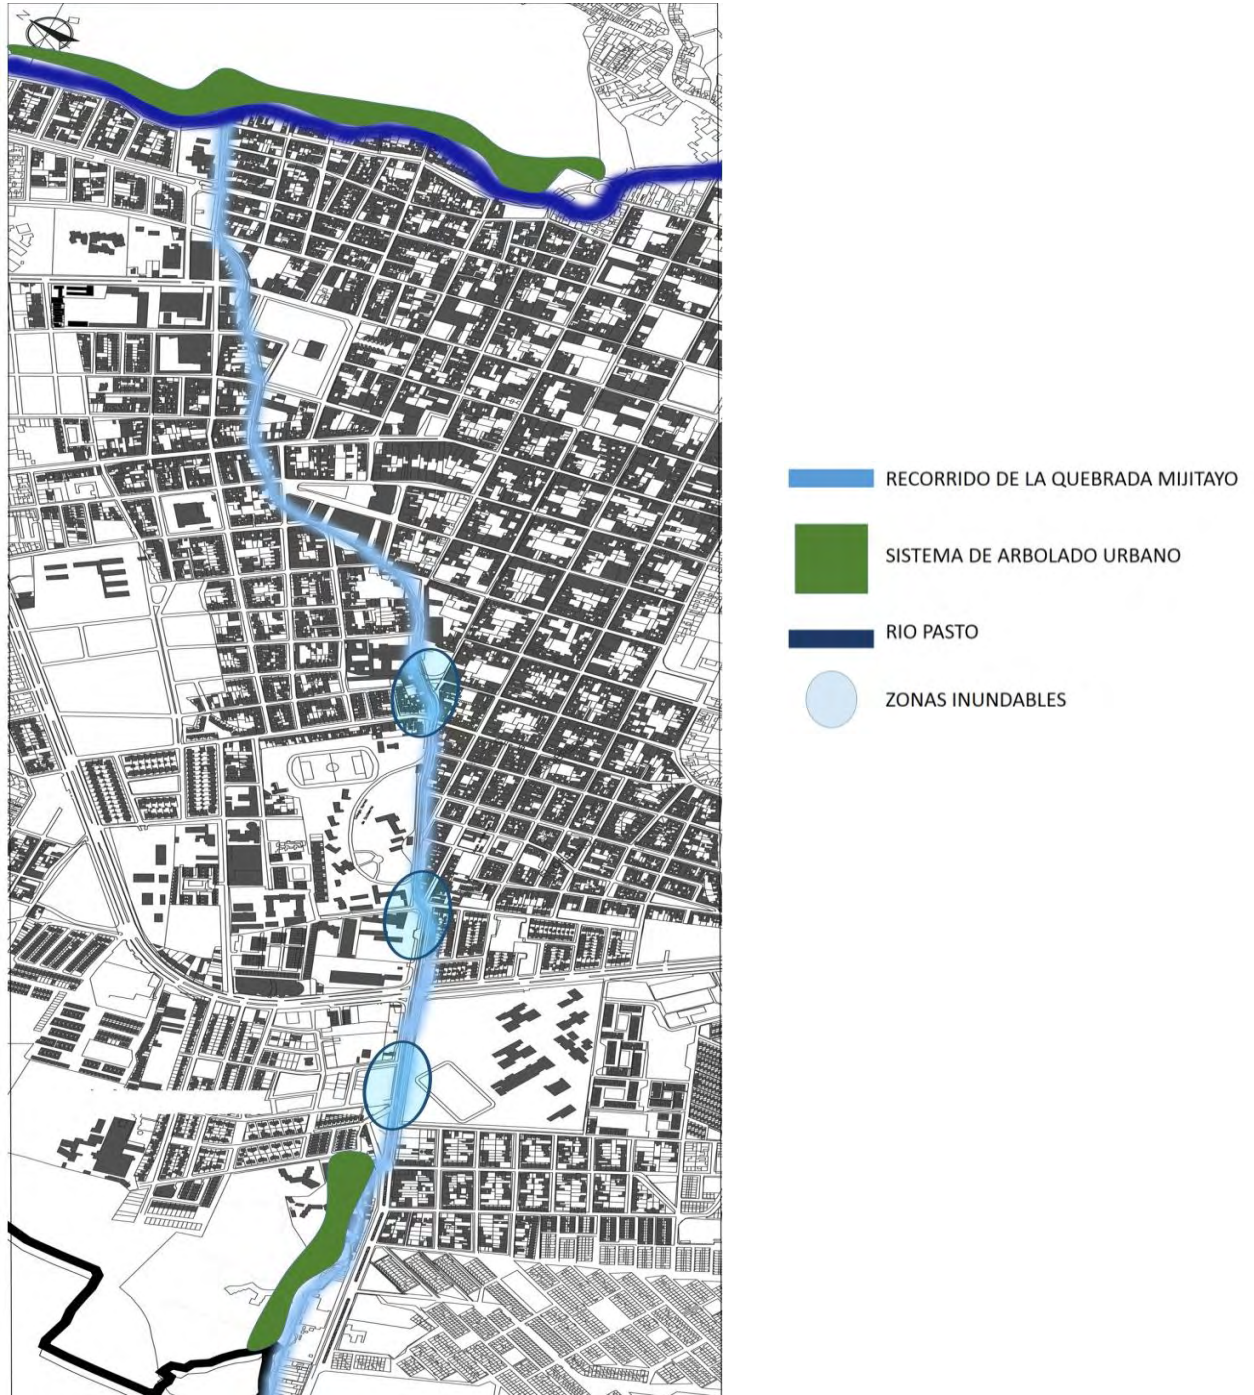 N
RECORRIDO DE LA QUEBRADA MIJITAYO
SISTEMA DE ARBOLADO URBANO
RIO PASTO
ZONAS INUNDABLES